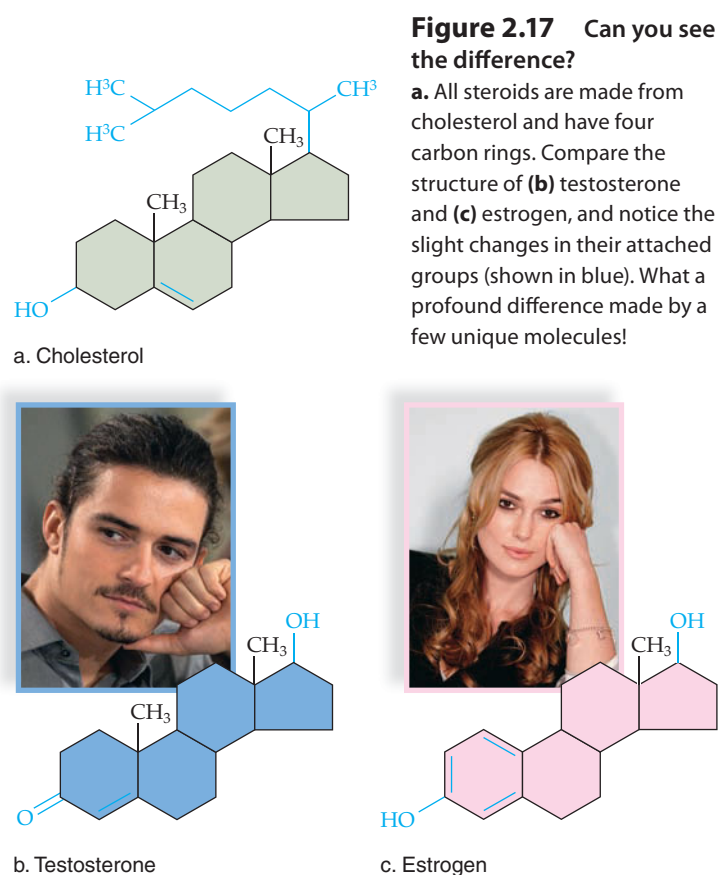 Figure 2.17 Can you see
the difference?
a. All steroids are made from
cholesterol and have four
carbon rings. Compare the
structure of (b) testosterone
and (c) estrogen, and notice the
slight changes in their attached
groups (shown in blue). What a
profound difference made by a
few unique molecules!
H³C
CH³
H³C
CH₃
CH₃
HO
a. Cholesterol
OH
CH₃
CH₃
O
b. Testosterone
OH
CH₃
HO
c. Estrogen